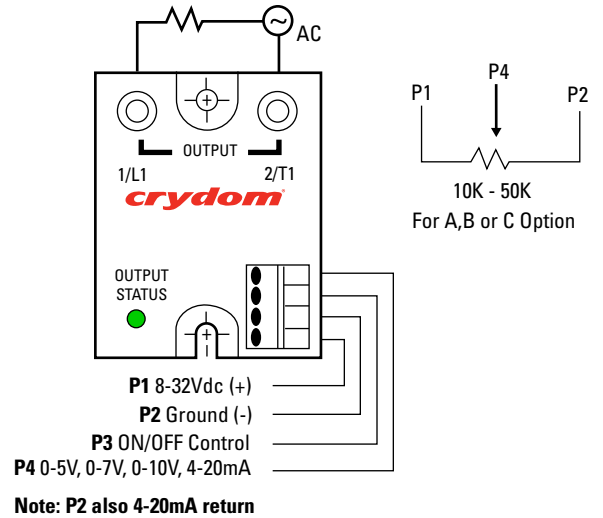 AC
OUTPUT
1/L1
2/T1
crydom
OUTPUT
STATUS
P1 8-32Vdc (+)
P2 Ground (-)
P3 ON/OFF Control
P4 0-5V, 0-7V, 0-10V, 4-20mA
Note: P2 also 4-20mA return
P4
P1
P2
10K - 50K
For A,B or C Option